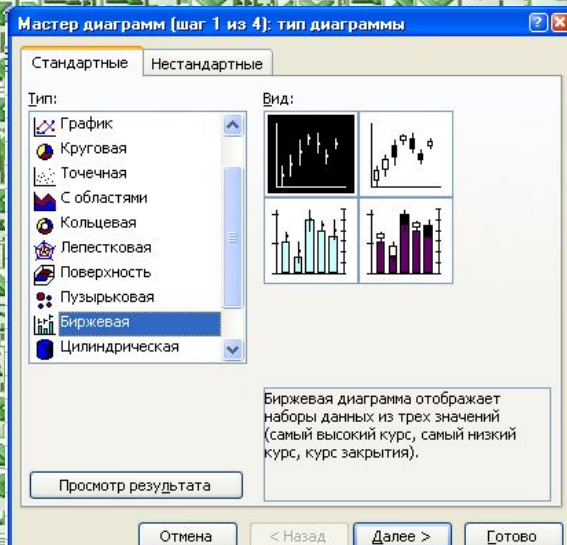 Мастер диаграмм (шаг 1 из 4): тип диаграммы
Стандартные
Нестандартные
Тип:
График
Круговая
Точечная
С областями
Кольцевая
Лепестковая
Поверхность
Пузырьковая
Биржевая
Цилиндрическая
Вид:
Биржевая диаграмма отображает
наборы данных из трех значений
(самый высокий курс, самый низкий
курс, курс закрытия).
Просмотр результата
Отмена
< Назад
Далее >
Готово